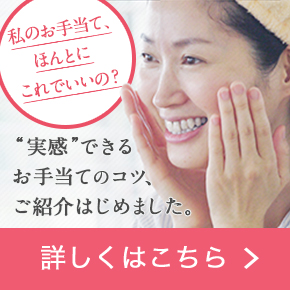 私のお手当て、
ほんとに
これでいいの?
“実感”できる
お手当てのコツ、
ご紹介はじめました。
詳しくはこちら >